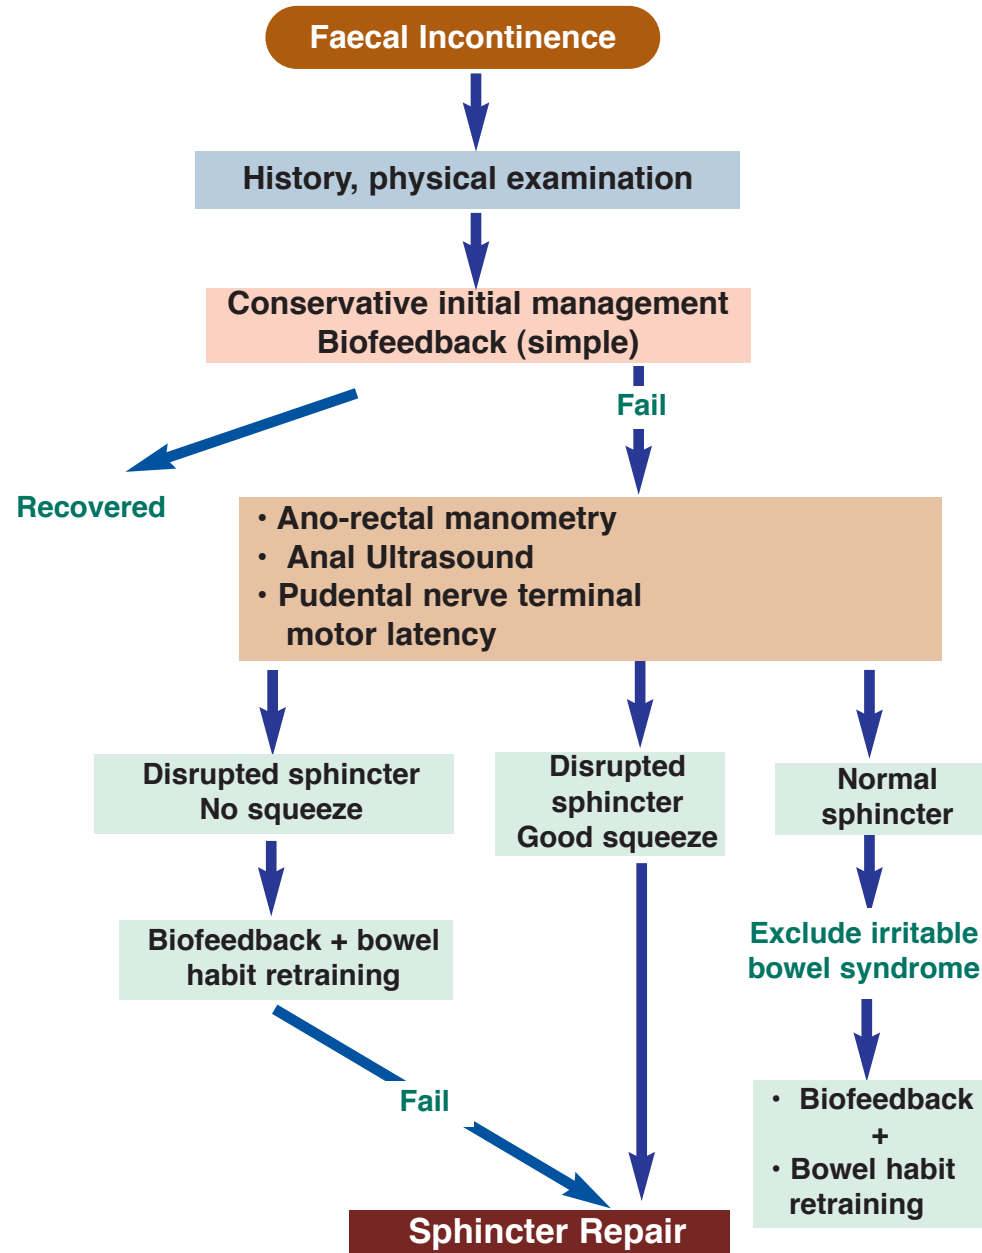 Faecal Incontinence
History, physical examination
Conservative initial management
Biofeedback (simple)
Fail
Recovered
· Ano-rectal manometry
· Anal Ultrasound
· Pudental nerve terminal
motor latency
Disrupted sphincter
No squeeze
Disrupted
sphincter
Good squeeze
Normal
sphincter
Biofeedback + bowel
habit retraining
Exclude irritable
bowel syndrome
Fail
· Biofeedback
+
· Bowel habit
retraining
Sphincter Repair